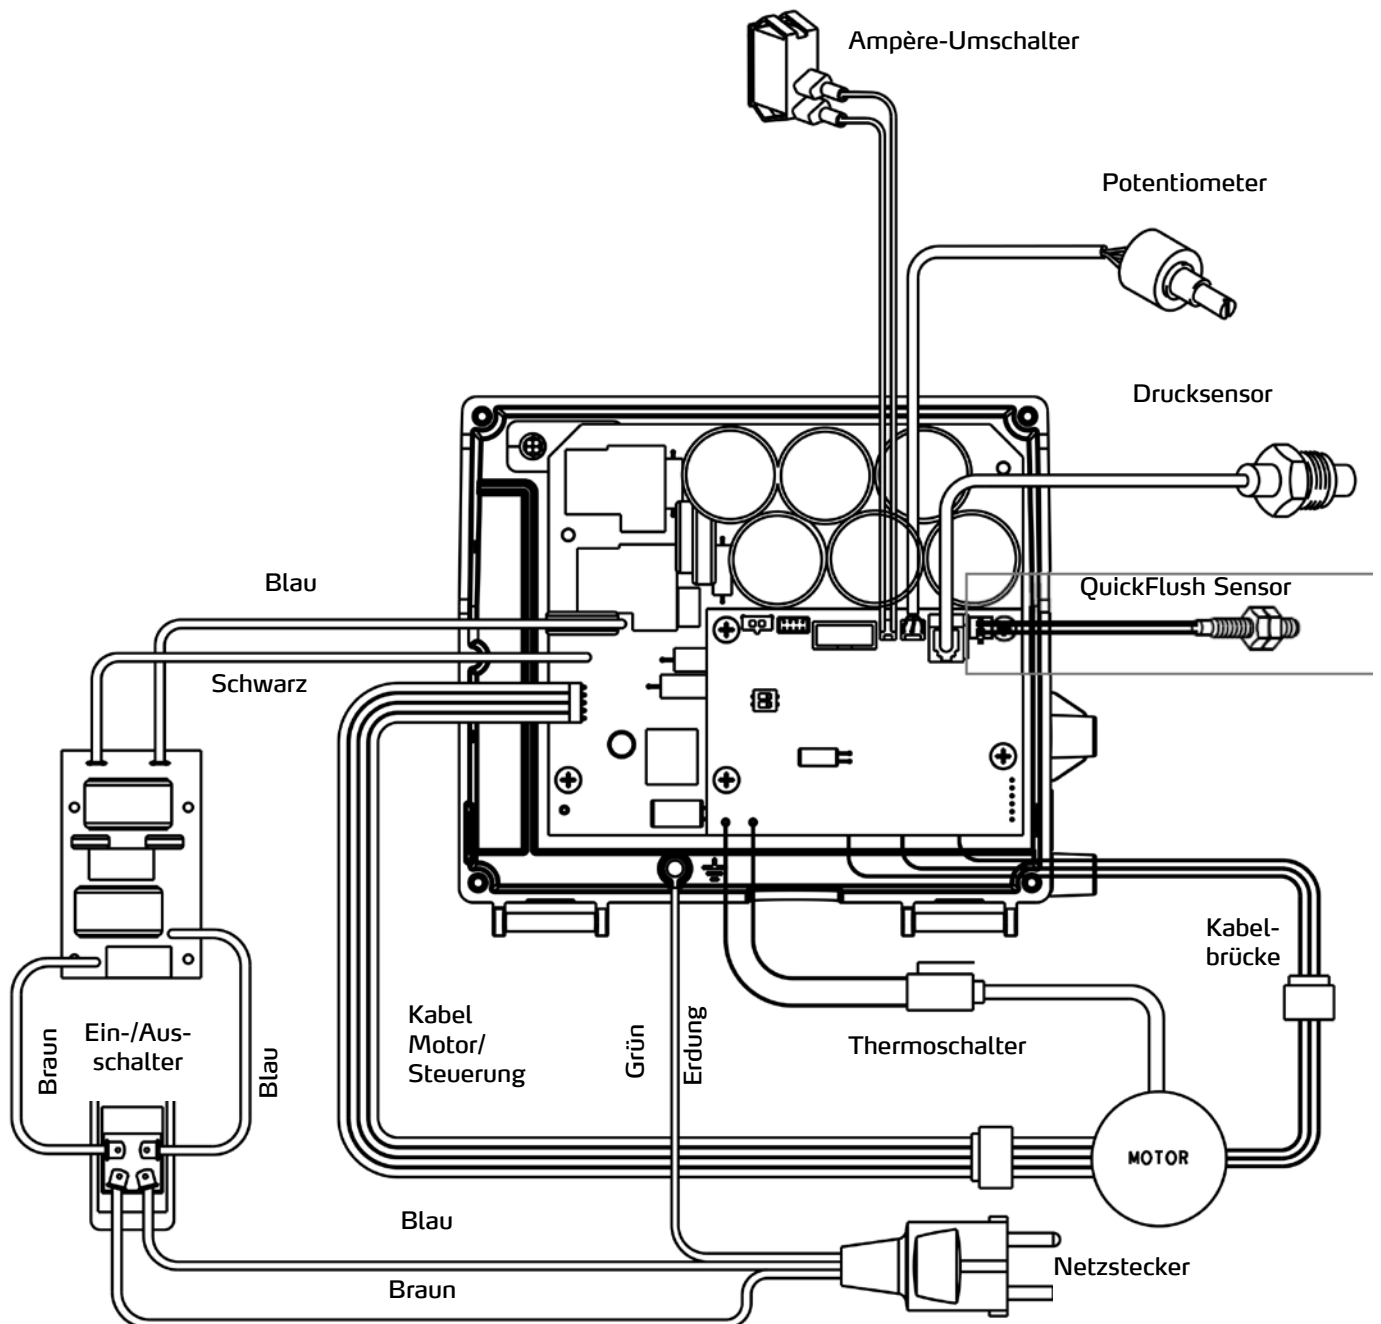 Ampère-Umschalter
Potentiometer
Drucksensor
QuickFlush Sensor
Blau
Schwarz
Kabel-
brücke
Kabel
Motor/
Steuerung
Grün
Erdung
Thermoschalter
Ein-/Aus-
schalter
Braun
Blau
MOTOR
Blau
Braun
Netzstecker